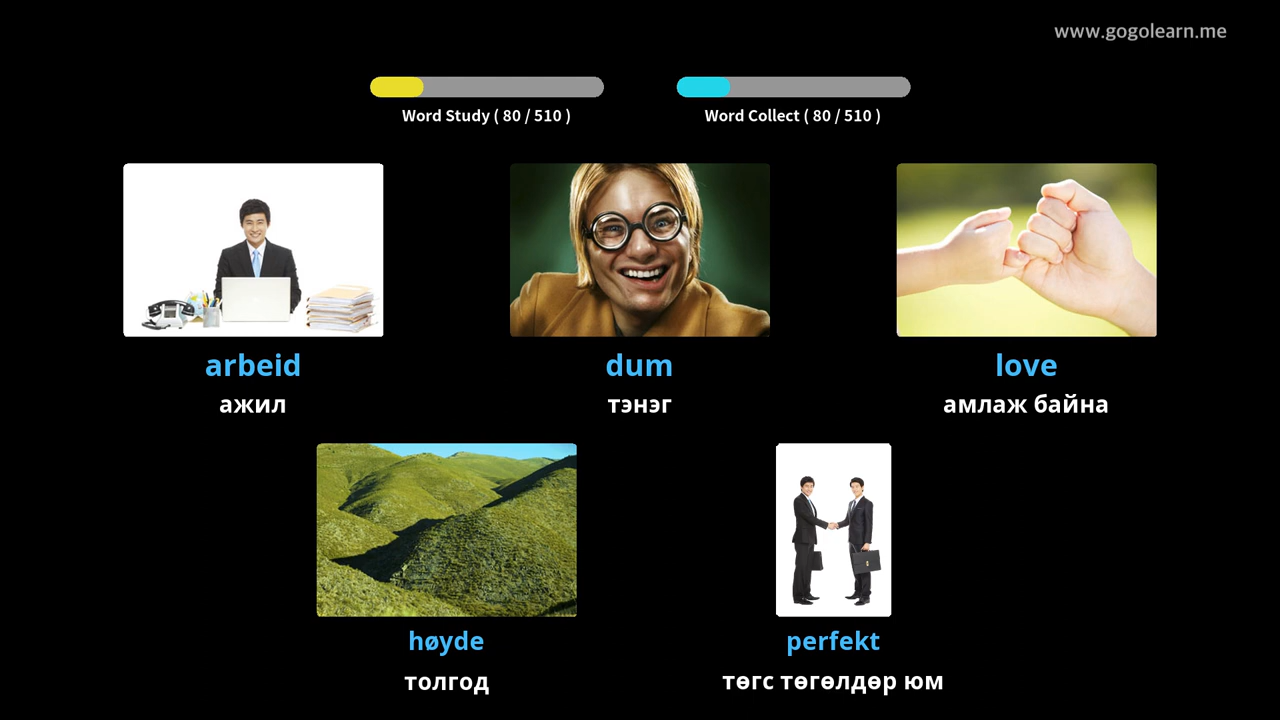 www.gogolearn.me
Word Study ( 80 / 510 )
Word Collect ( 80 / 510 )
arbeid
ажил
dum
тэнэг
love
амлаж байна
høyde
толгод
perfekt
төгс төгөлдөр юм